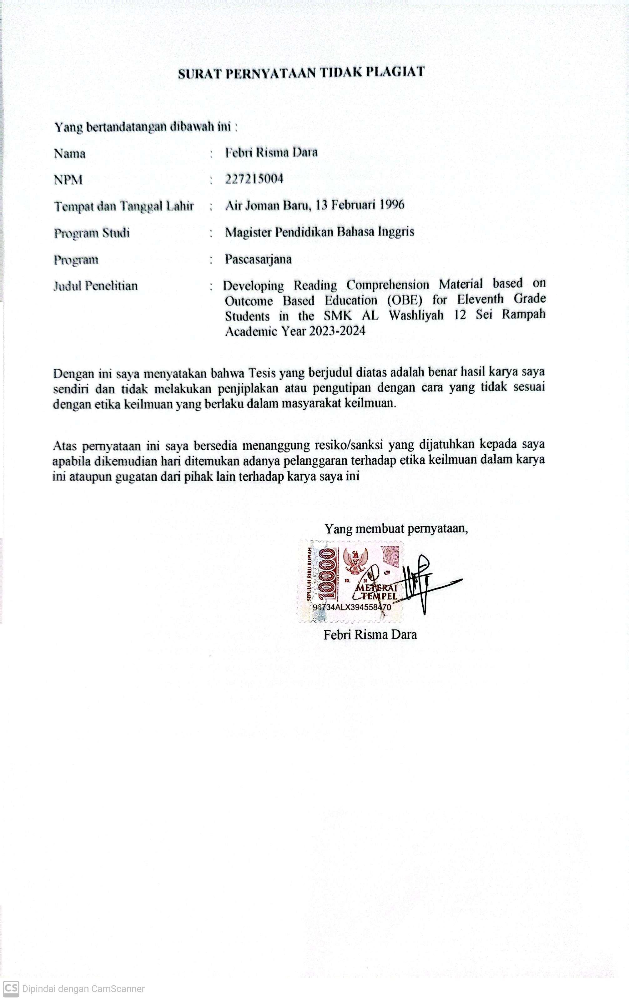 SURAT PERNYATAAN TIDAK PLAGIAT
Yang bertandatangan dibawah ini :
Nama : Febri Risma Dara
NPM : 227215004
Tempat dan Tanggal Lahir : Air Joman Baru, 13 Februari 1996
Program Studi : Magister Pendidikan Bahasa Inggris
Program : Pascasarjana
Judul Penelitian : Developing Reading Comprehension Material based on
Outcome Based Education (OBE) for Eleventh Grade
Students in the SMK AL Washliyah 12 Sei Rampah
Academic Year 2023-2024
Dengan ini saya menyatakan bahwa Tesis yang berjudul diatas adalah benar hasil karya saya
sendiri dan tidak melakukan penjiplakan atau pengutipan dengan cara yang tidak sesuai
dengan etika keilmuan yang berlaku dalam masyarakat keilmuan.
Atas pernyataan ini saya bersedia menanggung resiko/sanksi yang dijatuhkan kepada saya
apabila dikemudian hari ditemukan adanya pelanggaran terhadap etika keilmuan dalam karya
ini ataupun gugatan dari pihak lain terhadap karya saya ini
Yang membuat pernyataan,
SEPULUH RIBU RUPIAH
10000
TGL 20
METERAI
TEMPEL
96734ALX394558470
Febri Risma Dara
CS Dipindai dengan CamScanner